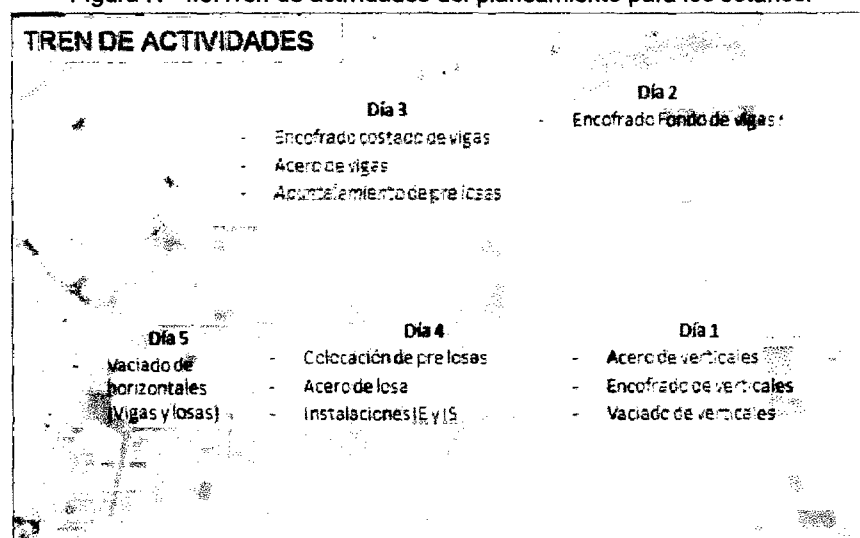 TREN DE ACTIVIDADES
Día 2
- Encofrado Fondo de vigas
Día 3
- Encofrado costado de vigas
- Acero de vigas
- Apuntalamiento de pre losas
Día 5
- Vaciado de
horizontales
(Vigas y losas)
Día 4
- Colocación de pre losas
- Acero de losa
- Instalaciones IE y IS
Día 1
- Acero de verticales
- Encofrado de verticales
- Vaciado de verticales